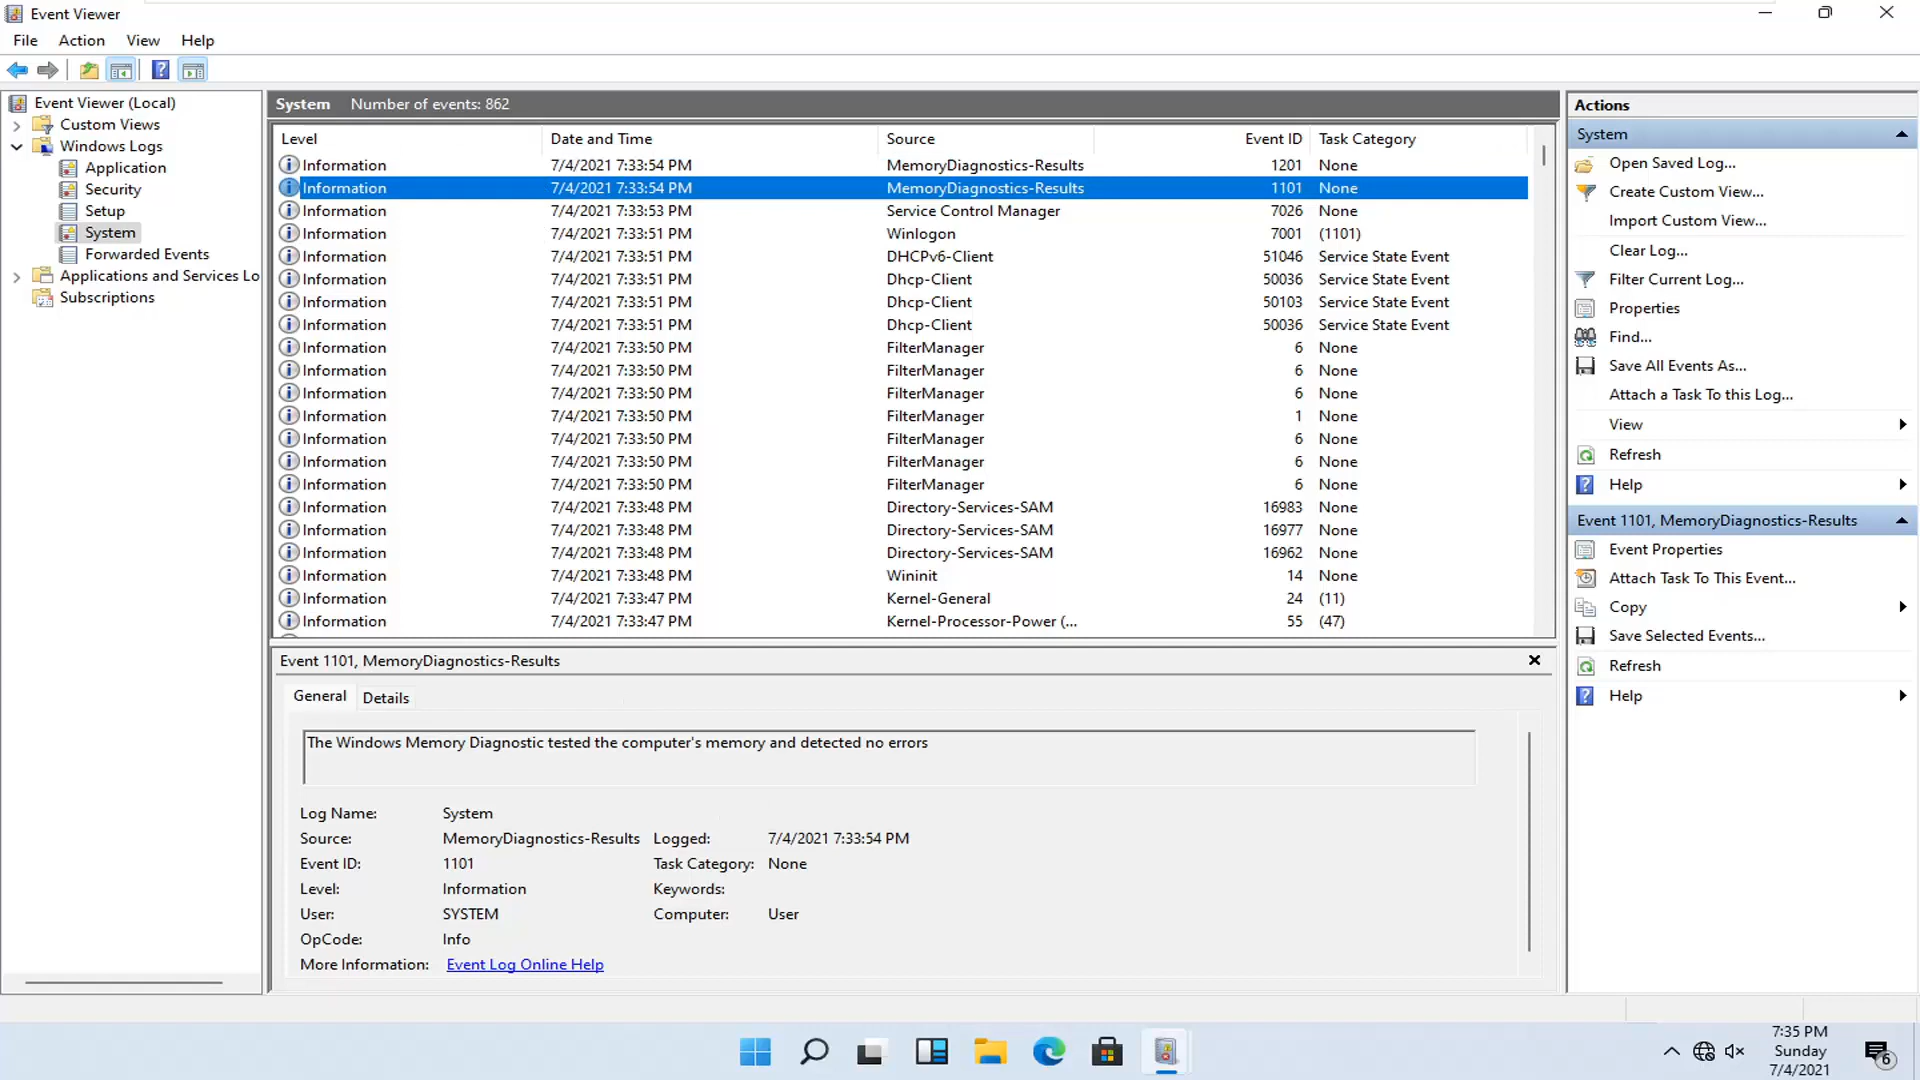 Event Viewer
File Action View Help
Event Viewer (Local)
Custom Views
Windows Logs
Application
Security
Setup
System
Forwarded Events
Applications and Services Lo
Subscriptions
System Number of events: 862
Level Date and Time Source Event ID Task Category
Information 7/4/2021 7:33:54 PM MemoryDiagnostics-Results 1201 None
Information 7/4/2021 7:33:54 PM MemoryDiagnostics-Results 1101 None
Information 7/4/2021 7:33:53 PM Service Control Manager 7026 None
Information 7/4/2021 7:33:51 PM Winlogon 7001 (1101)
Information 7/4/2021 7:33:51 PM DHCPv6-Client 51046 Service State Event
Information 7/4/2021 7:33:51 PM Dhcp-Client 50036 Service State Event
Information 7/4/2021 7:33:51 PM Dhcp-Client 50103 Service State Event
Information 7/4/2021 7:33:51 PM Dhcp-Client 50036 Service State Event
Information 7/4/2021 7:33:50 PM FilterManager 6 None
Information 7/4/2021 7:33:50 PM FilterManager 6 None
Information 7/4/2021 7:33:50 PM FilterManager 6 None
Information 7/4/2021 7:33:50 PM FilterManager 1 None
Information 7/4/2021 7:33:50 PM FilterManager 6 None
Information 7/4/2021 7:33:50 PM FilterManager 6 None
Information 7/4/2021 7:33:50 PM FilterManager 6 None
Information 7/4/2021 7:33:48 PM Directory-Services-SAM 16983 None
Information 7/4/2021 7:33:48 PM Directory-Services-SAM 16977 None
Information 7/4/2021 7:33:48 PM Directory-Services-SAM 16962 None
Information 7/4/2021 7:33:48 PM Wininit 14 None
Information 7/4/2021 7:33:47 PM Kernel-General 24 (11)
Information 7/4/2021 7:33:47 PM Kernel-Processor-Power (... 55 (47)
Event 1101, MemoryDiagnostics-Results
General Details
The Windows Memory Diagnostic tested the computer's memory and detected no errors
Log Name: System
Source: MemoryDiagnostics-Results Logged: 7/4/2021 7:33:54 PM
Event ID: 1101 Task Category: None
Level: Information Keywords:
User: SYSTEM Computer: User
OpCode: Info
More Information: Event Log Online Help
Actions
System
Open Saved Log...
Create Custom View...
Import Custom View...
Clear Log...
Filter Current Log...
Properties
Find...
Save All Events As...
Attach a Task To this Log...
View
Refresh
Help
Event 1101, MemoryDiagnostics-Results
Event Properties
Attach Task To This Event...
Copy
Save Selected Events...
Refresh
Help
7:35 PM
Sunday
7/4/2021
6